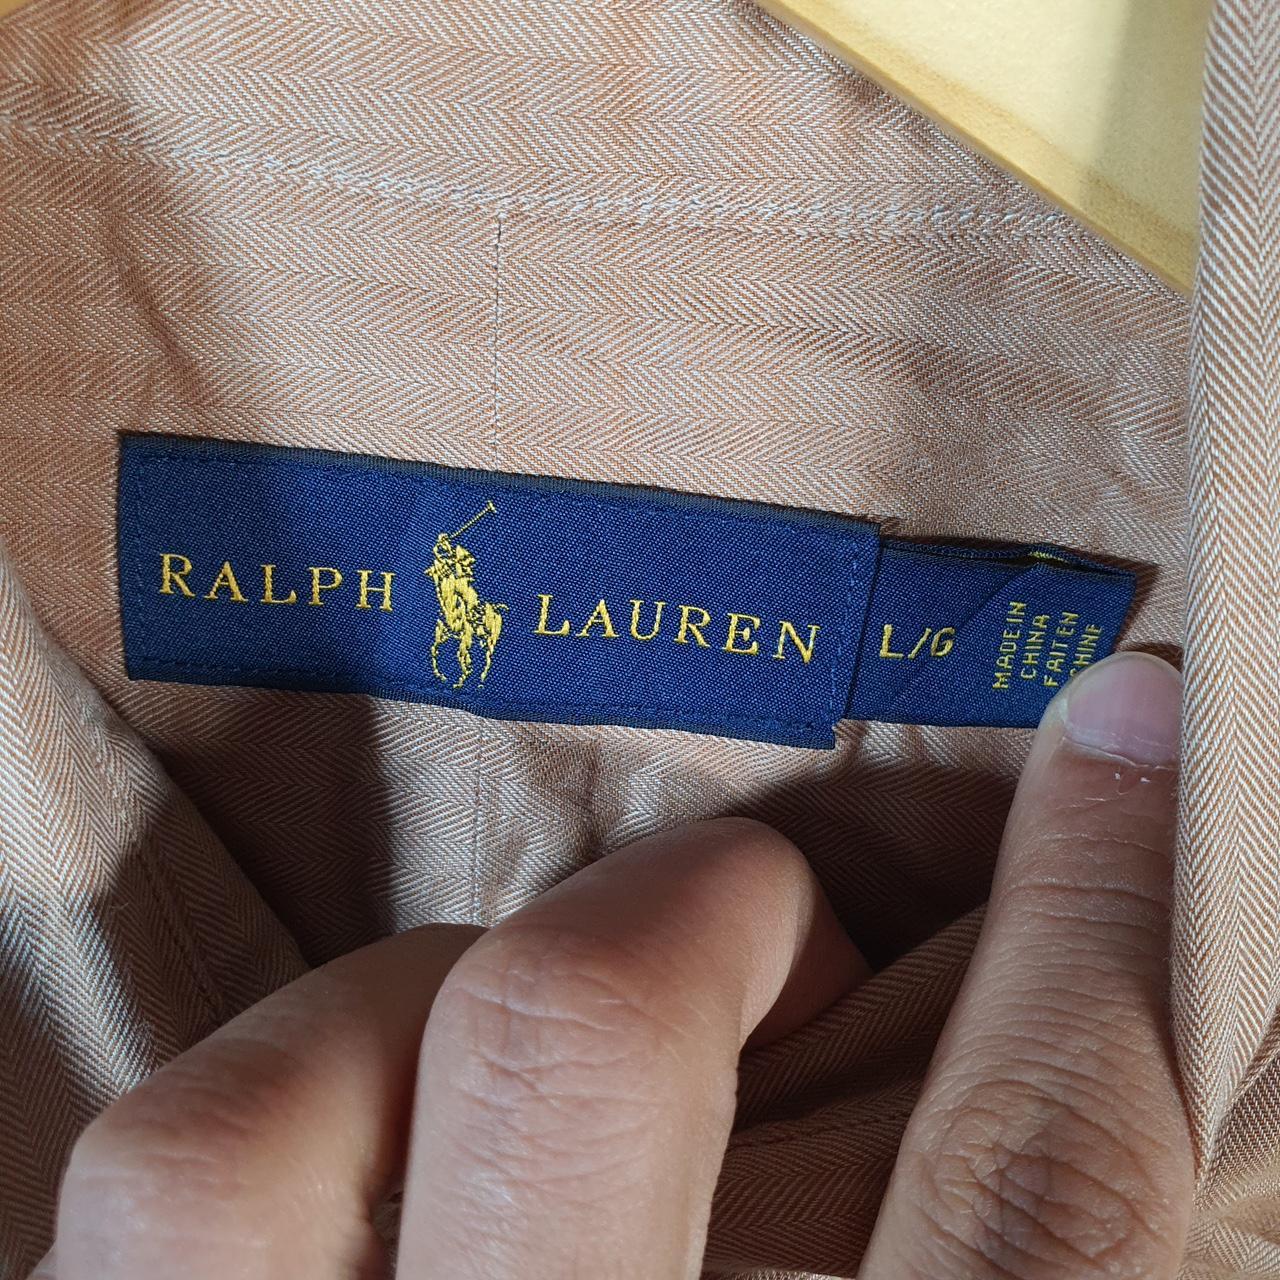 RALPH LAUREN
L/G
MADE IN
CHINA
FAIT EN
CHINE